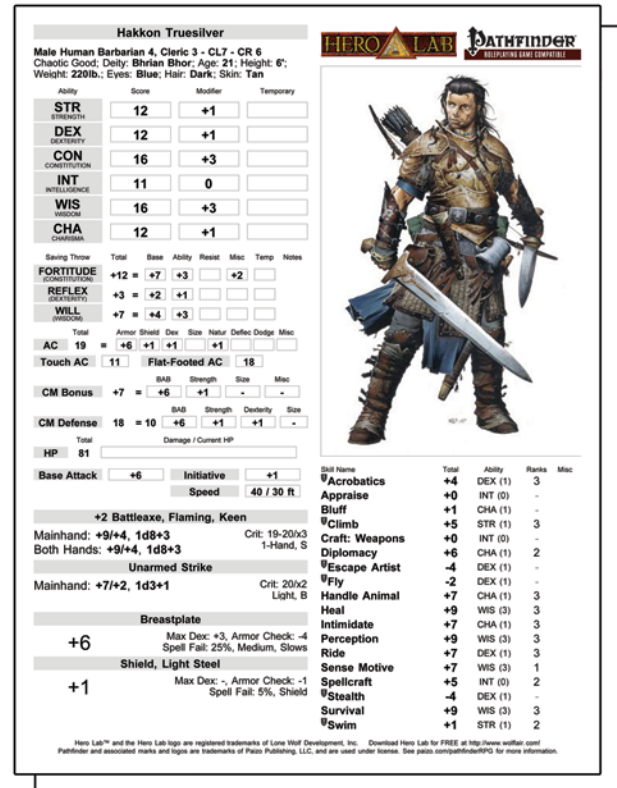 Hakkon Truesilver
Male Human Barbarian 4, Cleric 3 - CL7 - CR 6
Chaotic Good; Deity: Bhrian Bhor; Age: 21; Height: 6';
Weight: 220lb.; Eyes: Blue; Hair: Dark; Skin: Tan
Ability Score Modifier Temporary
STR 12 +1
STRENGTH
DEX 12 +1
DEXTERITY
CON 16 +3
CONSTITUTION
INT 11 0
INTELLIGENCE
WIS 16 +3
WISDOM
CHA 12 +1
CHARISMA
Saving Throw Total Base Ability Resist Misc Temp Notes
FORTITUDE +12 = +7 +3 +2
(CONSTITUTION)
REFLEX +3 = +2 +1
(DEXTERITY)
WILL +7 = +4 +3
(WISDOM)
Total Armor Shield Dex Size Natur Deflec Dodge Misc
AC 19 = +6 +1 +1 +1
Touch AC 11 Flat-Footed AC 18
BAB Strength Size Misc
CM Bonus +7 = +6 +1 - -
BAB Strength Dexterity Size
CM Defense 18 = 10 +6 +1 +1 -
Total Damage / Current HP
HP 81
Base Attack +6 Initiative +1
Speed 40 / 30 ft
+2 Battleaxe, Flaming, Keen
Mainhand: +9/+4, 1d8+3 Crit: 19-20/x3
Both Hands: +9/+4, 1d8+3 1-Hand, S
Unarmed Strike
Mainhand: +7/+2, 1d3+1 Crit: 20/x2
Light, B
Breastplate
+6 Max Dex: +3, Armor Check: -4
Spell Fail: 25%, Medium, Slows
Shield, Light Steel
+1 Max Dex: -, Armor Check: -1
Spell Fail: 5%, Shield
HERO LAB PATHFINDER
ROLEPLAYING GAME COMPATIBLE
Skill Name Total Ability Ranks Misc
Acrobatics +4 DEX (1) 3
Appraise +0 INT (0) -
Bluff +1 CHA (1) -
Climb +5 STR (1) 3
Craft: Weapons +0 INT (0) -
Diplomacy +6 CHA (1) 2
Escape Artist -4 DEX (1) -
Fly -2 DEX (1) -
Handle Animal +7 CHA (1) 3
Heal +9 WIS (3) 3
Intimidate +7 CHA (1) 3
Perception +9 WIS (3) 3
Ride +7 DEX (1) 3
Sense Motive +7 WIS (3) 1
Spellcraft +5 INT (0) 2
Stealth -4 DEX (1) -
Survival +9 WIS (3) 3
Swim +1 STR (1) 2
Hero Lab™ and the Hero Lab logo are registered trademarks of Lone Wolf Development, Inc. Download Hero Lab for FREE at http://www.wolflair.com!
Pathfinder and associated marks and logos are trademarks of Paizo Publishing, LLC, and are used under license. See paizo.com/pathfinderRPG for more information.